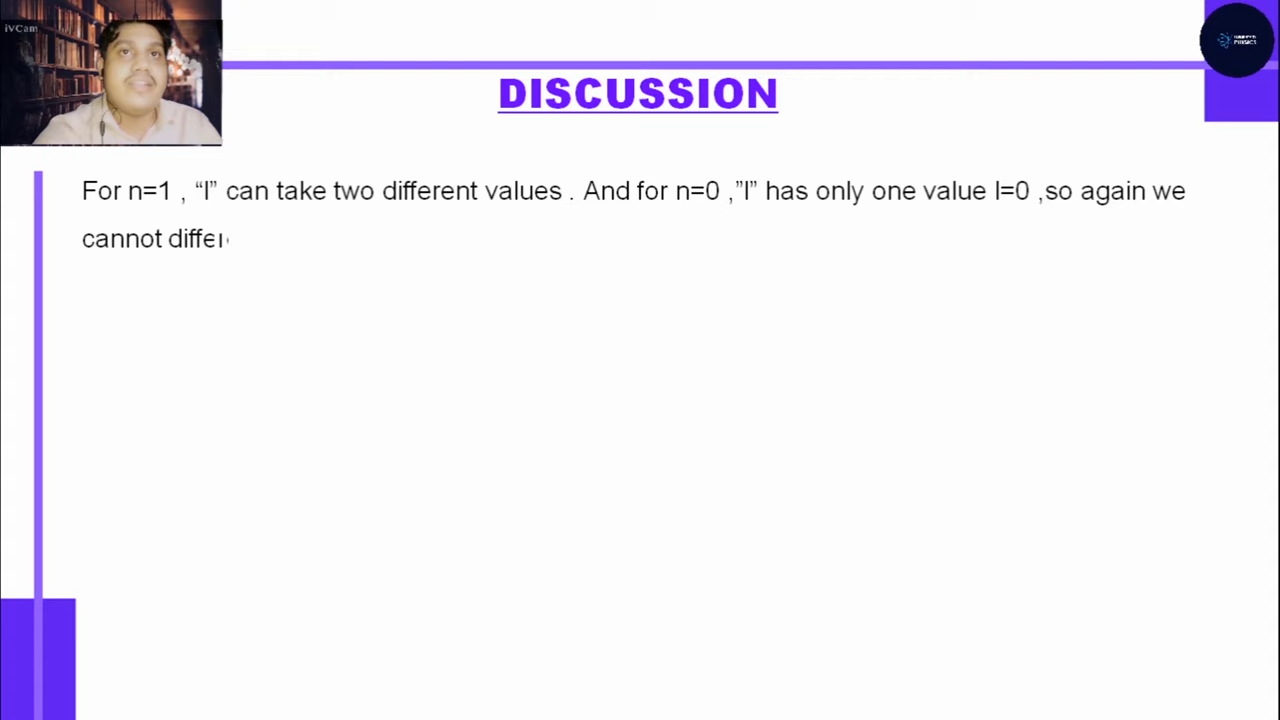 iVCam
DISCUSSION
For n=1 , “l” can take two different values . And for n=0 ,”l” has only one value l=0 ,so again we
cannot